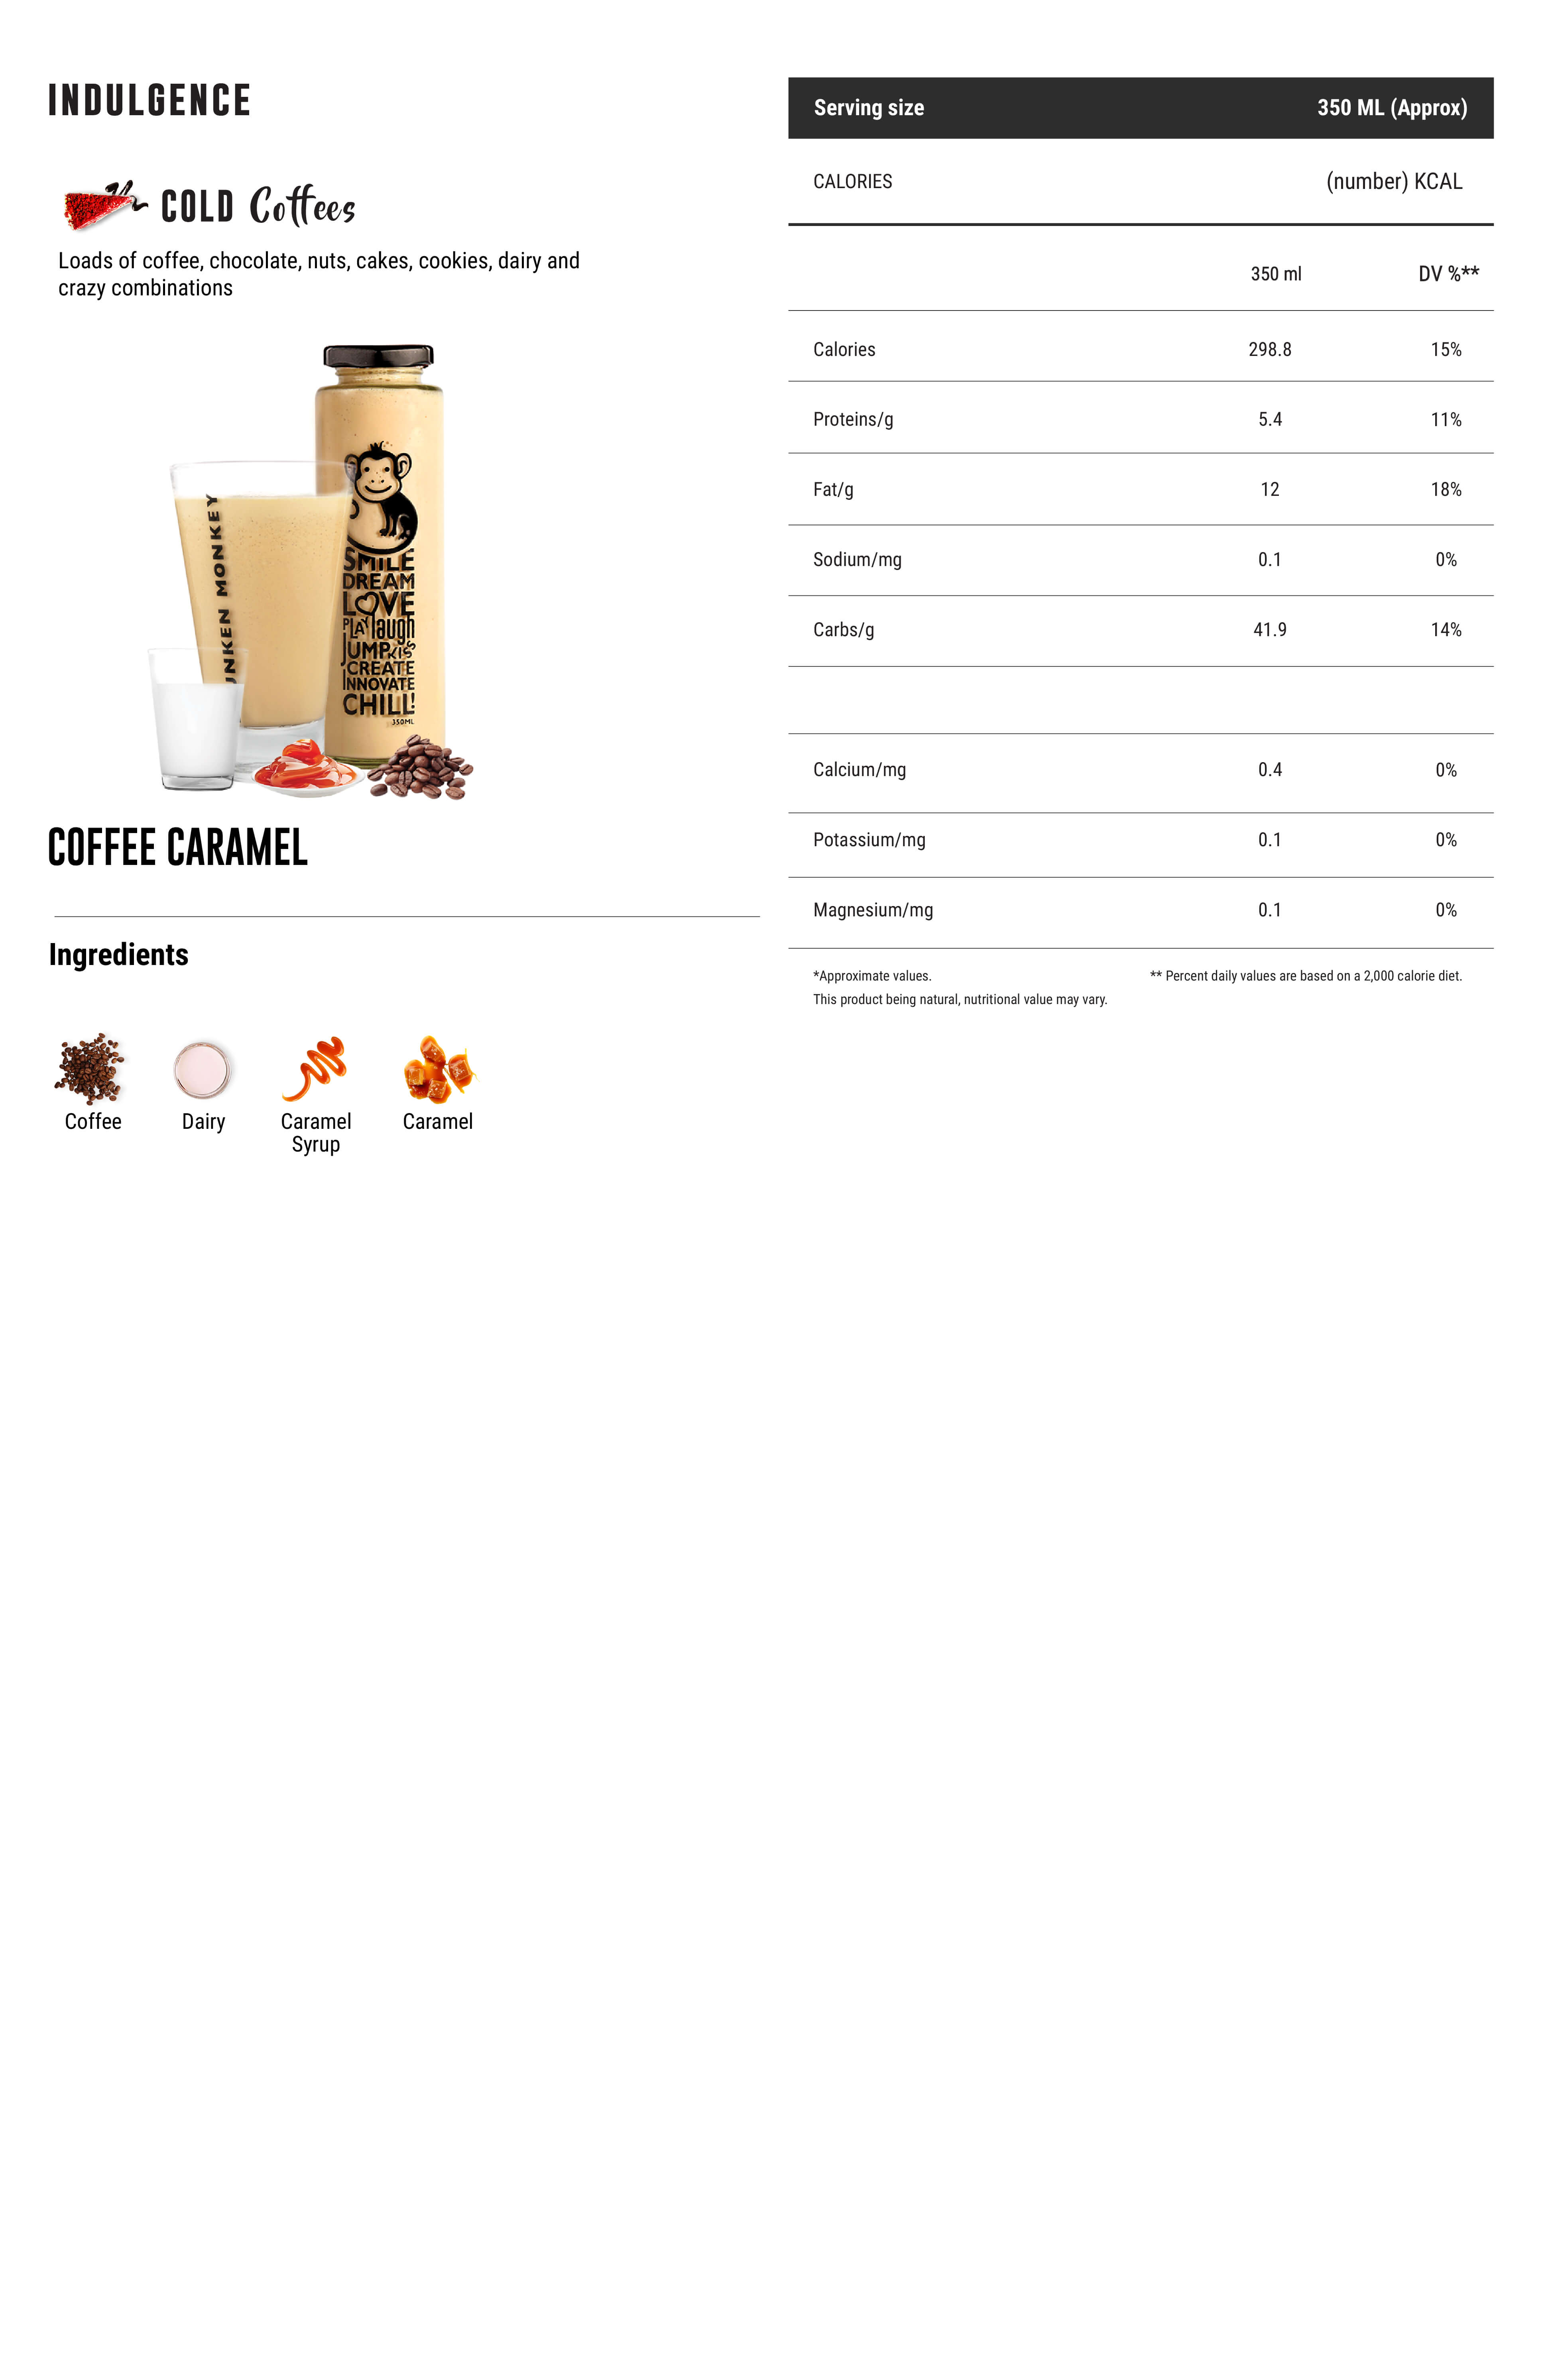 INDULGENCE
COLD Coffees
Loads of coffee, chocolate, nuts, cakes, cookies, dairy and
crazy combinations
UNKEN MONKEY
SMILE
DREAM
LOVE
PLAY laugh
JUMP KISS
CREATE
INNOVATE
CHILL!
350ML
COFFEE CARAMEL
Ingredients
Coffee
Dairy
Caramel
Syrup
Caramel
Serving size 350 ML (Approx)
CALORIES (number) KCAL
350 ml DV %**
Calories 298.8 15%
Proteins/g 5.4 11%
Fat/g 12 18%
Sodium/mg 0.1 0%
Carbs/g 41.9 14%
Calcium/mg 0.4 0%
Potassium/mg 0.1 0%
Magnesium/mg 0.1 0%
*Approximate values. ** Percent daily values are based on a 2,000 calorie diet.
This product being natural, nutritional value may vary.